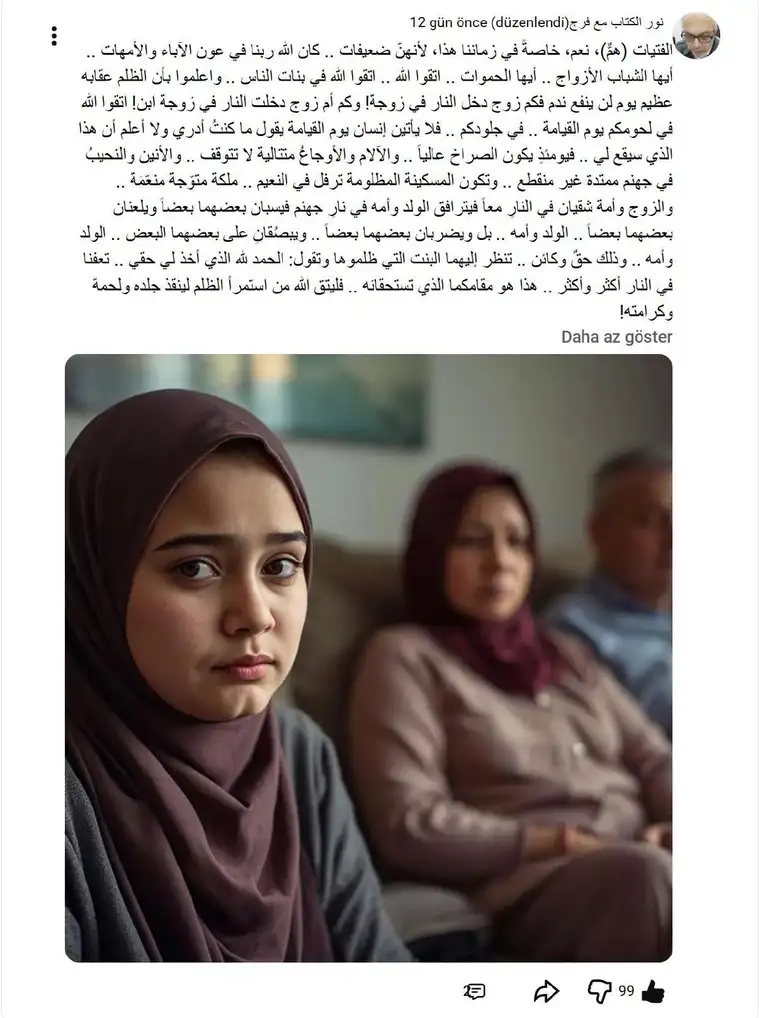 نور الكتاب مع فرج(düzenlendi) 12 gün önce
الفتيات (همٌّ)، نعم، خاصةً في زماننا هذا، لأنهنّ ضعيفات .. كان الله ربنا في عون الآباء والأمهات ..
أيها الشباب الأزواج .. أيها الحموات .. اتقوا الله .. اتقوا الله في بنات الناس .. واعلموا بأن الظلم عقابه
عظيم يوم لن ينفع ندم فكم زوج دخل النار في زوجة! وكم أم زوج دخلت النار في زوجة ابن! اتقوا الله
في لحومكم يوم القيامة .. في جلودكم .. فلا يأتين إنسان يوم القيامة يقول ما كنتُ أدري ولا أعلم أن هذا
الذي سيقع لي .. فيومئذٍ يكون الصراخ عالياً .. والآلام والأوجاعُ متتالية لا تتوقف .. والأنين والنحيبُ
في جهنم ممتدة غير منقطع .. وتكون المسكينة المظلومة ترفل في النعيم .. ملكة متوّجة منعّمَة ..
والزوج وأمة شقيان في النارِ معاً فيترافق الولد وأمه في نارِ جهنم فيسبان بعضهما بعضاً ويلعنان
بعضهما بعضاً .. الولد وأمه .. بل ويضربان بعضهما بعضاً .. ويبصُقانِ على بعضهما البعض .. الولد
وأمه .. وذلك حقٌ وكائن .. تنظر إليهما البنت التي ظلموها وتقول: الحمد لله الذي أخذ لي حقي .. تعفنا
في النار أكثر وأكثر .. هذا هو مقامكما الذي تستحقانه .. فليتق الله من استمرأ الظلم لينقذ جلده ولحمة
وكرامته!
Daha az göster
99